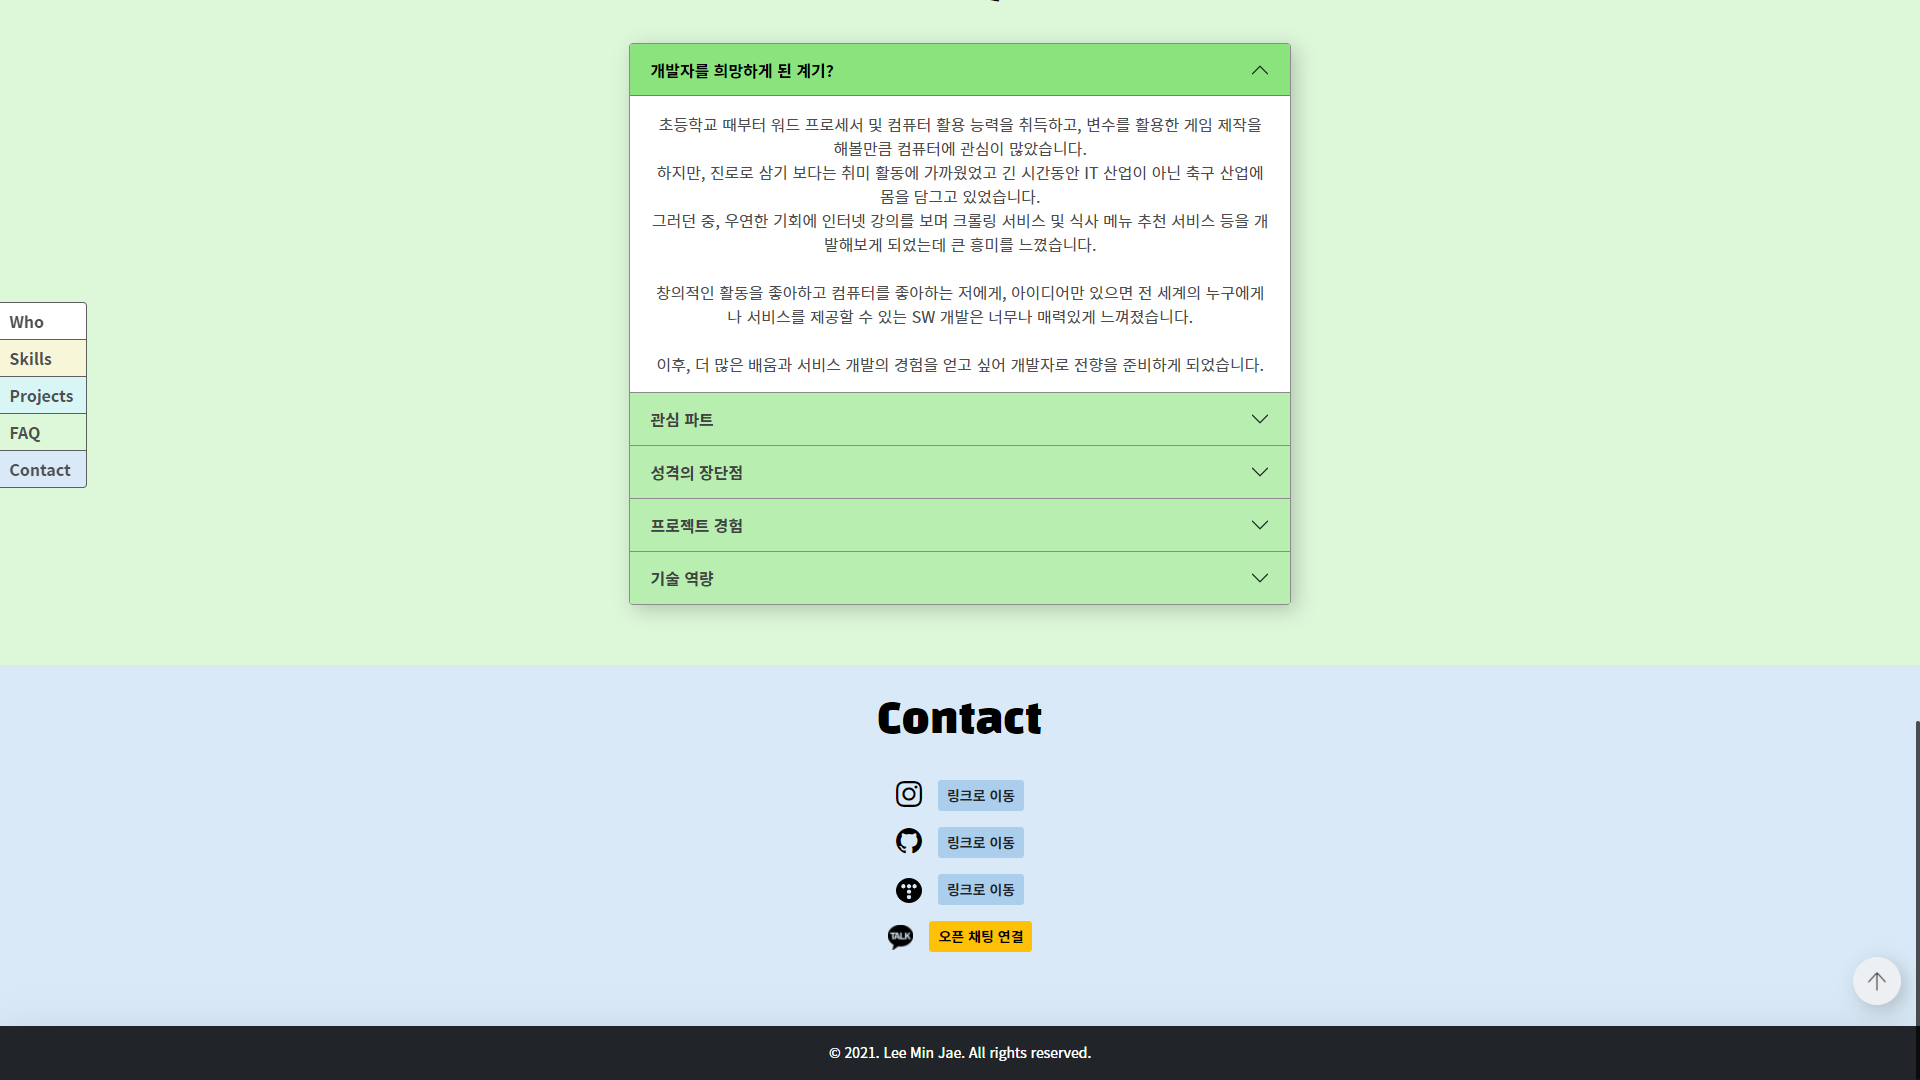 개발자를 희망하게 된 계기?
초등학교 때부터 워드 프로세서 및 컴퓨터 활용 능력을 취득하고, 변수를 활용한 게임 제작을
해볼만큼 컴퓨터에 관심이 많았습니다.
하지만, 진로로 삼기 보다는 취미 활동에 가까웠었고 긴 시간동안 IT 산업이 아닌 축구 산업에
몸을 담그고 있었습니다.
그러던 중, 우연한 기회에 인터넷 강의를 보며 크롤링 서비스 및 식사 메뉴 추천 서비스 등을 개
발해보게 되었는데 큰 흥미를 느꼈습니다.
창의적인 활동을 좋아하고 컴퓨터를 좋아하는 저에게, 아이디어만 있으면 전 세계의 누구에게
나 서비스를 제공할 수 있는 SW 개발은 너무나 매력있게 느껴졌습니다.
이후, 더 많은 배움과 서비스 개발의 경험을 얻고 싶어 개발자로 전향을 준비하게 되었습니다.
관심 파트
성격의 장단점
프로젝트 경험
기술 역량
Who
Skills
Projects
FAQ
Contact
Contact
링크로 이동
링크로 이동
링크로 이동
TALK 오픈 채팅 연결
© 2021. Lee Min Jae. All rights reserved.